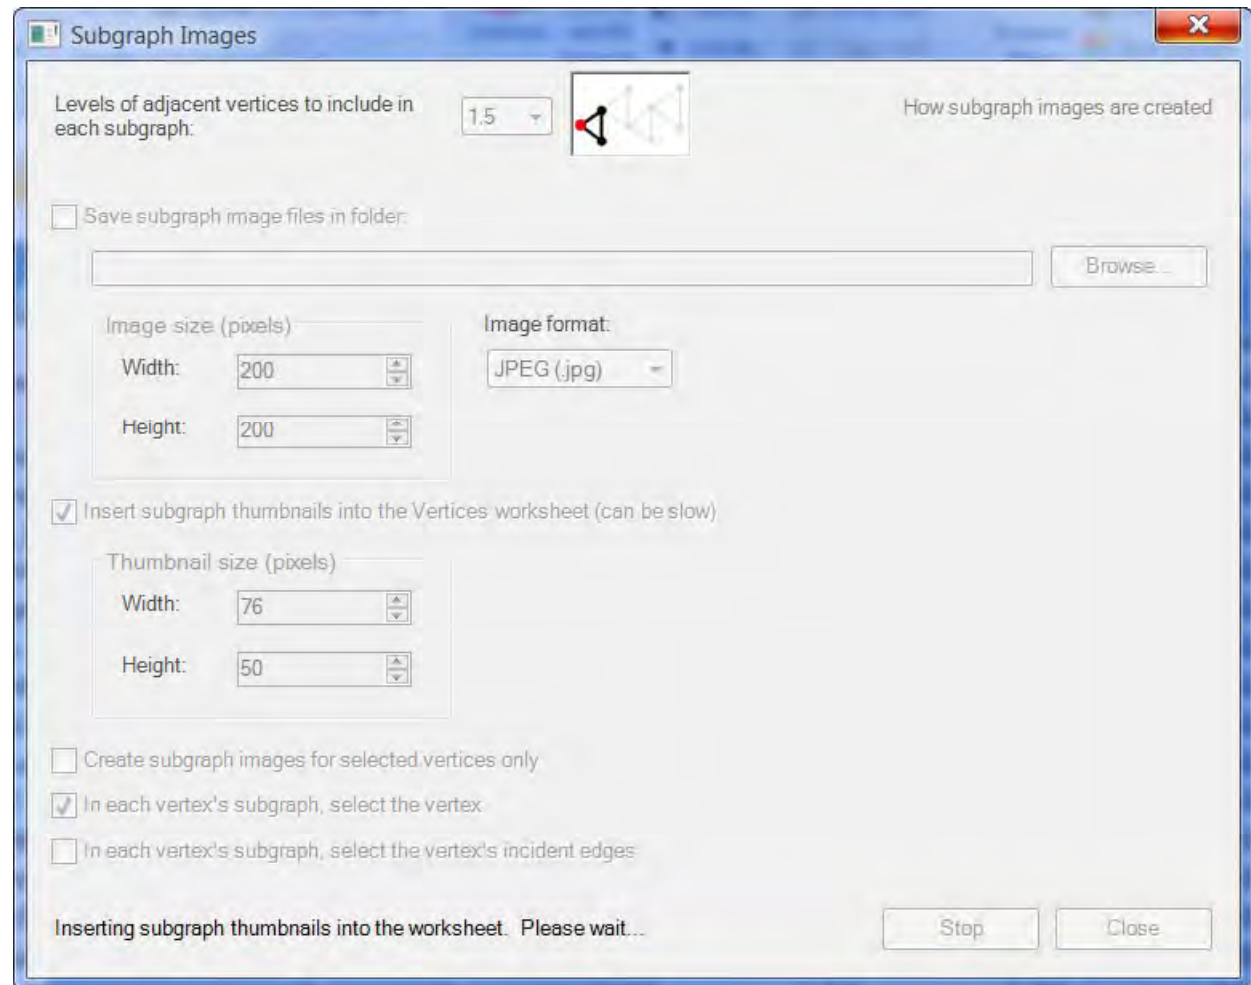 Subgraph Images
Levels of adjacent vertices to include in
each subgraph:
1.5
How subgraph images are created
Save subgraph image files in folder:
Browse...
Image size (pixels)
Image format:
Width:
200
JPEG (.jpg)
Height:
200
Insert subgraph thumbnails into the Vertices worksheet (can be slow)
Thumbnail size (pixels)
Width:
76
Height:
50
Create subgraph images for selected vertices only
In each vertex's subgraph, select the vertex
In each vertex's subgraph, select the vertex's incident edges
Inserting subgraph thumbnails into the worksheet.  Please wait...
Stop
Close